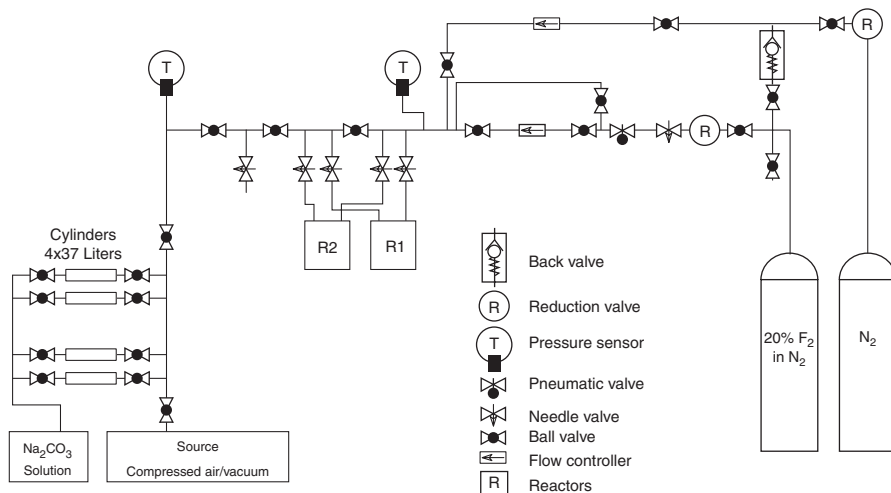 R
T
T
R
Cylinders
4x37 Liters
R2
R1
Back valve
R
Reduction valve
T
Pressure sensor
Pneumatic valve
Needle valve
Ball valve
Flow controller
R
Reactors
20% F2
in N2
N2
Na2CO3
Solution
Source
Compressed air/vacuum